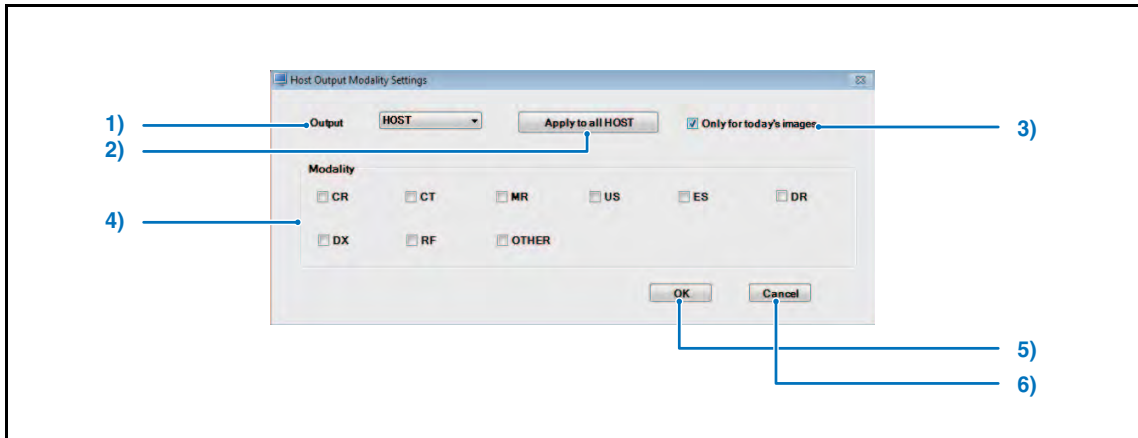 Host Output Modality Settings
1)
Output
HOST
Apply to all HOST
Only for today's images
3)
2)
Modality
CR
CT
MR
US
ES
DR
4)
DX
RF
OTHER
OK
Cancel
5)
6)